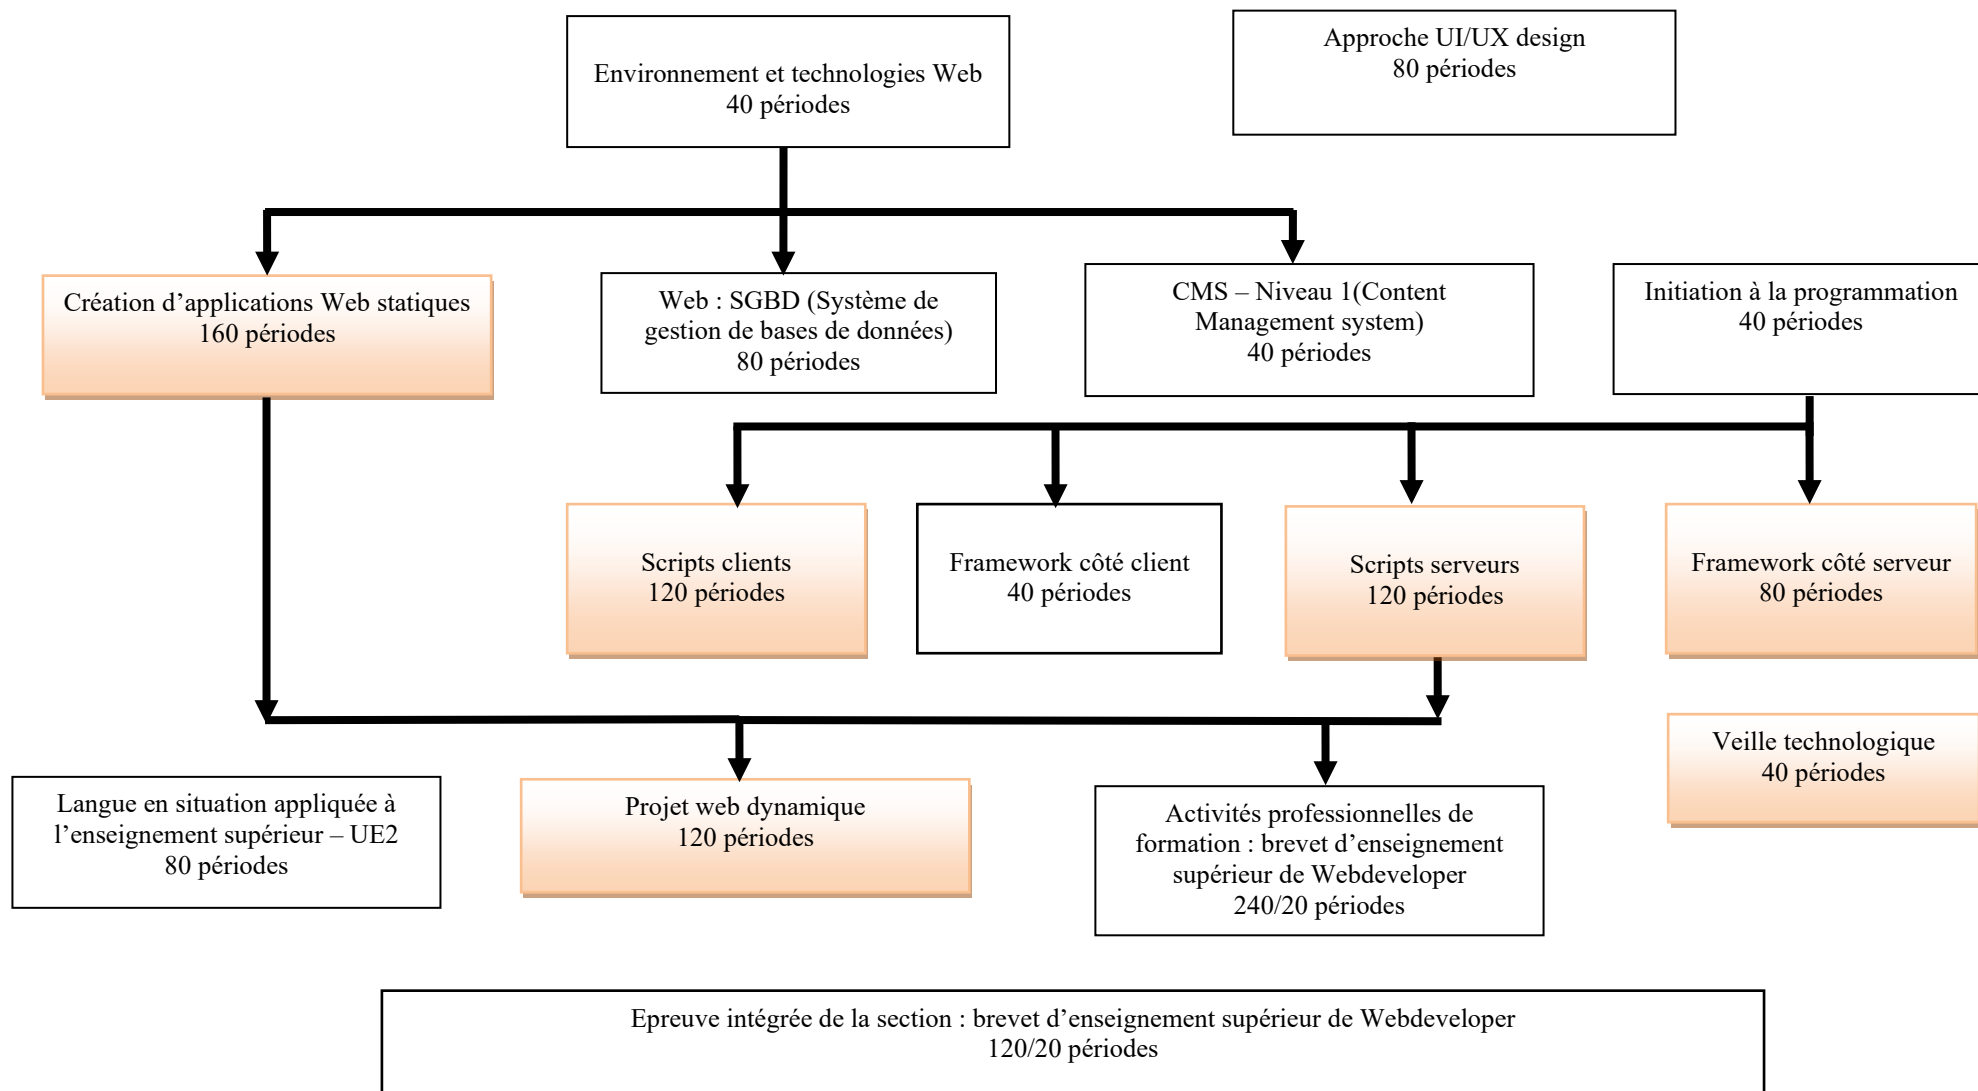 Environnement et technologies Web
40 périodes
Approche UI/UX design
80 périodes
Création d’applications Web statiques
160 périodes
Web : SGBD (Système de
gestion de bases de données)
80 périodes
CMS – Niveau 1(Content
Management system)
40 périodes
Initiation à la programmation
40 périodes
Scripts clients
120 périodes
Framework côté client
40 périodes
Scripts serveurs
120 périodes
Framework côté serveur
80 périodes
Veille technologique
40 périodes
Langue en situation appliquée à
l’enseignement supérieur – UE2
80 périodes
Projet web dynamique
120 périodes
Activités professionnelles de
formation : brevet d’enseignement
supérieur de Webdeveloper
240/20 périodes
Epreuve intégrée de la section : brevet d’enseignement supérieur de Webdeveloper
120/20 périodes